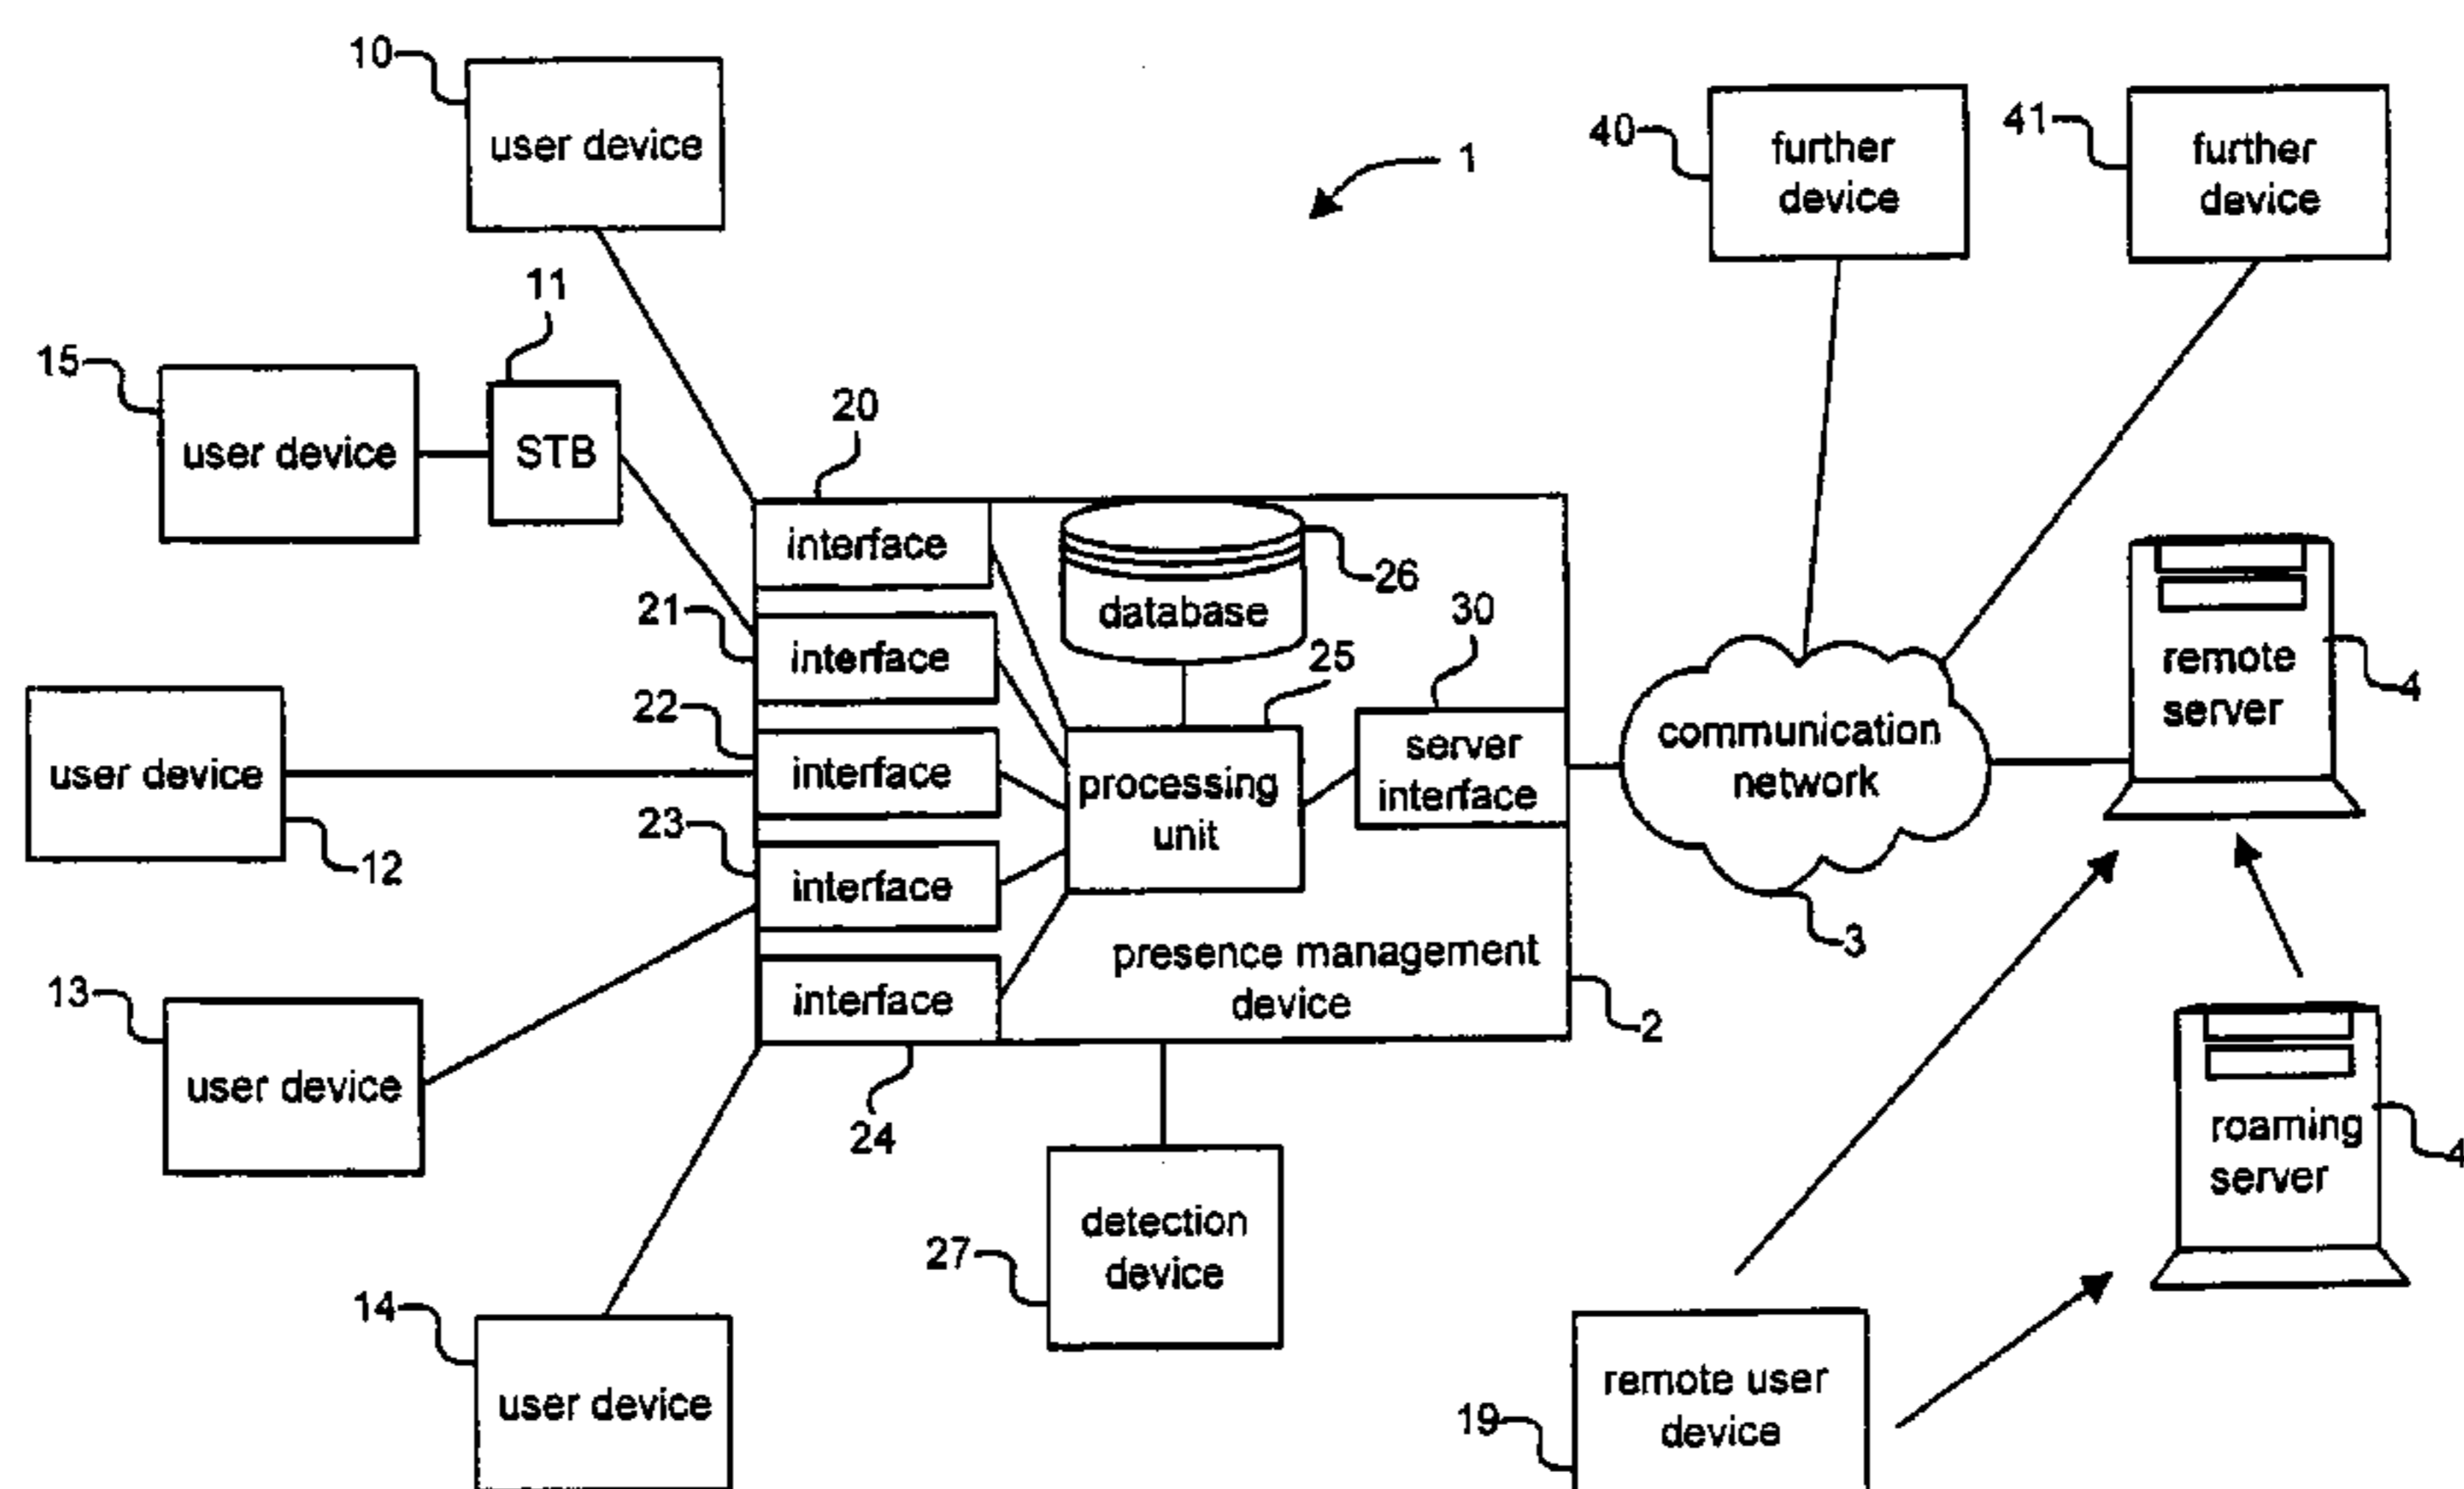 10
user device
1
40
further
device
41
further
device
11
15
user device
STB
20
interface
database
26
21
interface
25
30
remote
server
4
22
interface
processing
unit
server
interface
communication
network
3
user device
12
23
interface
presence management
device
2
13
user device
interface
24
roaming
server
4
detection
device
27
14
user device
remote user
device
19